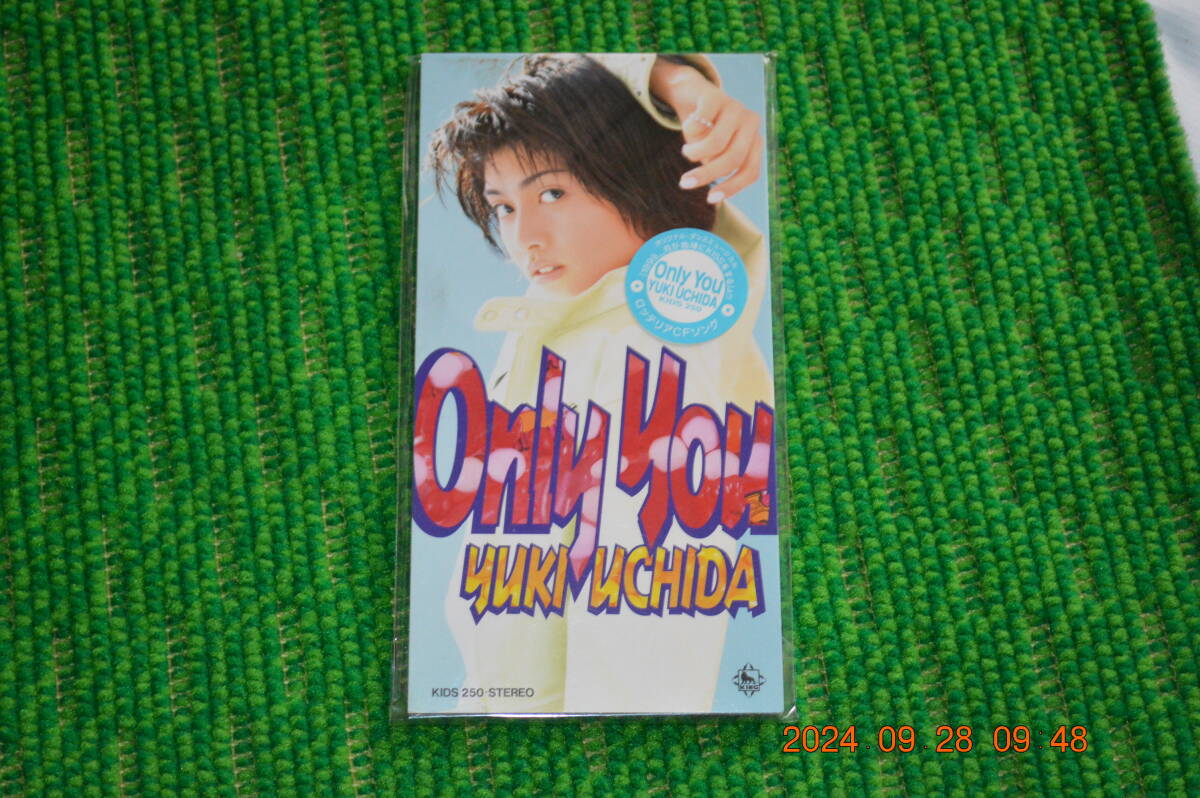 Only You
YUKI UCHIDA
KIDS 250
ロッテリアCFソング
Only You
YUKI UCHIDA
KIDS 250·STEREO
KING
2024.09.28 09:48